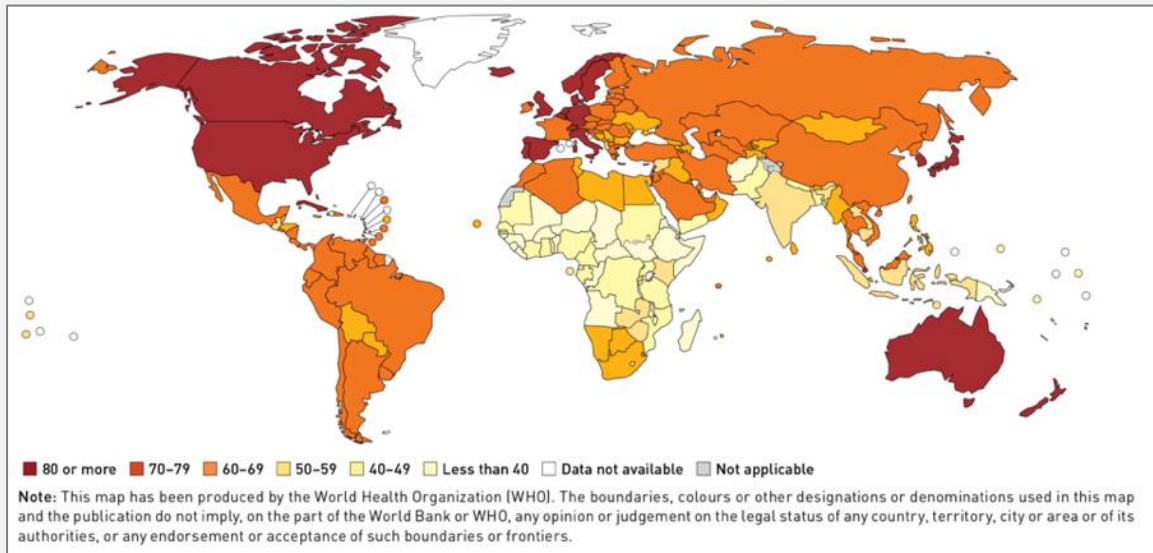 80 or more 70–79 60–69 50–59 40–49 Less than 40 Data not available Not applicable
Note: This map has been produced by the World Health Organization (WHO). The boundaries, colours or other designations or denominations used in this map
and the publication do not imply, on the part of the World Bank or WHO, any opinion or judgement on the legal status of any country, territory, city or area or of its
authorities, or any endorsement or acceptance of such boundaries or frontiers.